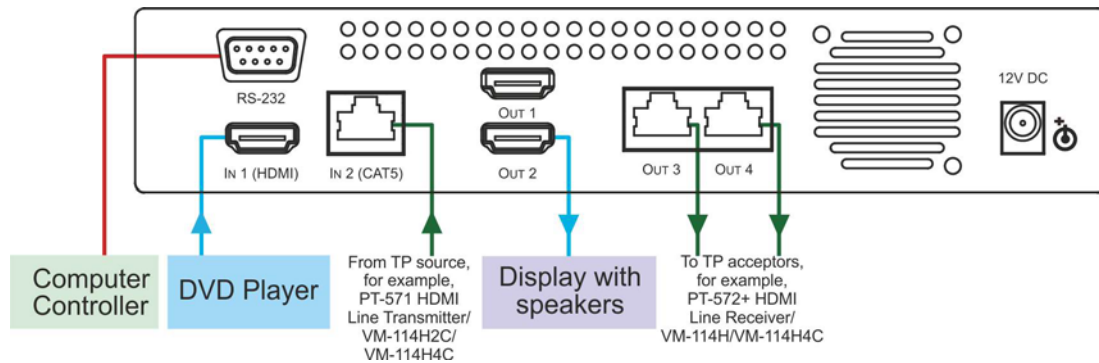 RS-232
OUT 1
12V DC
+
IN 1 (HDMI)
IN 2 (CAT5)
OUT 2
OUT 3
OUT 4
Computer
Controller
DVD Player
From TP source,
for example,
PT-571 HDMI
Line Transmitter/
VM-114H2C/
VM-114H4C
Display with
speakers
To TP acceptors,
for example,
PT-572+ HDMI
Line Receiver/
VM-114H/VM-114H4C